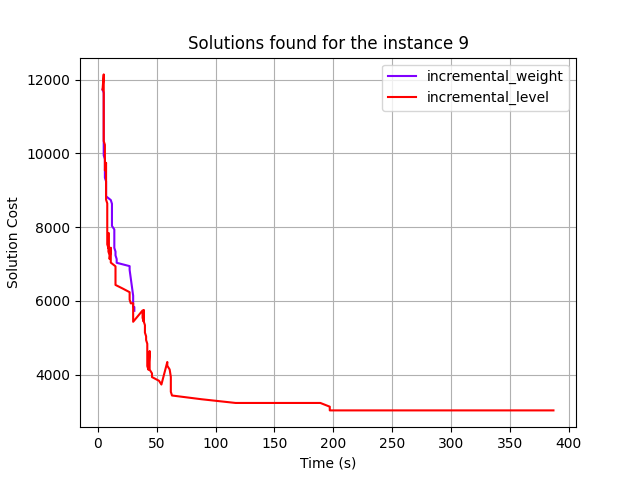 Solutions found for the instance 9
incremental_weight
incremental_level
12000
10000
8000
6000
4000
Solution Cost
0 50 100 150 200 250 300 350 400
Time (s)